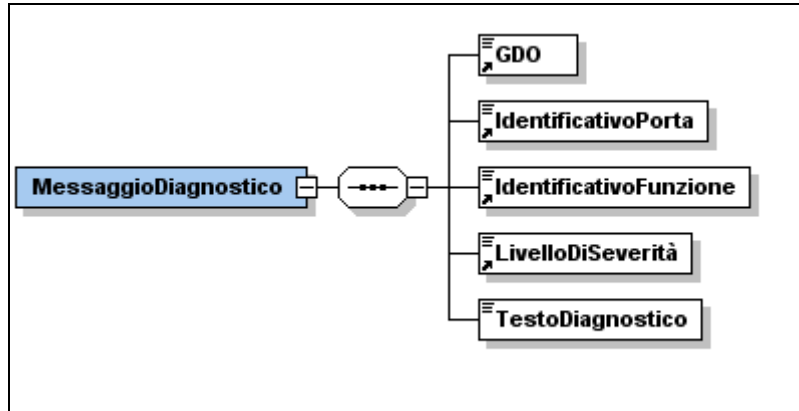 GDO
IdentificativoPorta
MessaggioDiagnostico
IdentificativoFunzione
LivelloDiSeverità
TestoDiagnostico